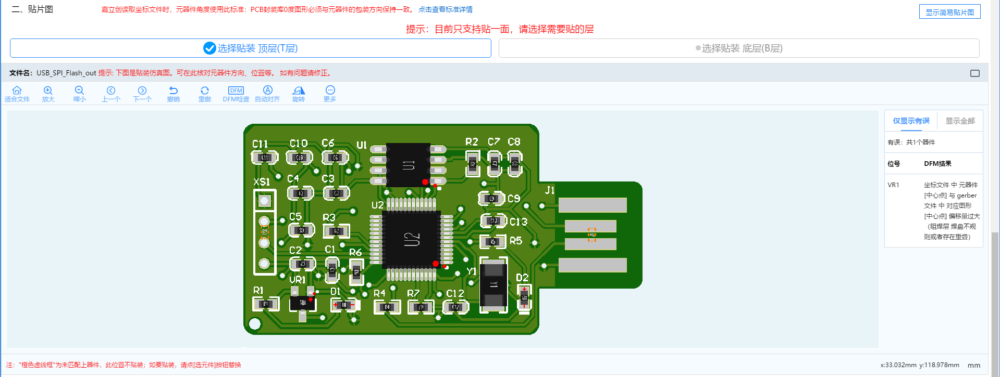 二、贴片图
嘉立创读取坐标文件时，元器件角度使用此标准：PCB封装库0度图形必须与元器件的包装方向保持一致。 点击查看标准详情
显示简易贴片图
提示：目前只支持贴一面，请选择需要贴的层
选择贴装 顶层(T层)
选择贴装 底层(B层)
文件名：USB_SPI_Flash_out 提示: 下图是贴装仿真图。可在此核对元器件方向、位置等。 如有问题请修正。
适合文件 放大 缩小 上一个 下一个 撤销 重做 DFM检查 自动对齐 旋转 更多
DFM A
仅显示有误 显示全部
有误：共1个器件
位号 DFM结果
VR1 坐标文件 中 元器件
[中心点] 与 gerber
文件 中 对应图形
[中心点] 偏移量过大
（阻焊层 焊盘不规
则或者存在重叠）
C11 C10 C6 U1 R2 C7 C8
C11 C10 C6 U1
XS1 C4 C3 J1
U2 C9 C9
C5 R3 C13 C13
U2 R5 R5
C2 C1 R6 Y1 Y1 D2
VR1
R1 D1 R4 R7 C12
R1 R4 C12
注："橙色虚线框"为未匹配上器件，此位置不贴装；如要贴装，请点[选元件]按钮替换
x:33.032mm y:118.978mm mm